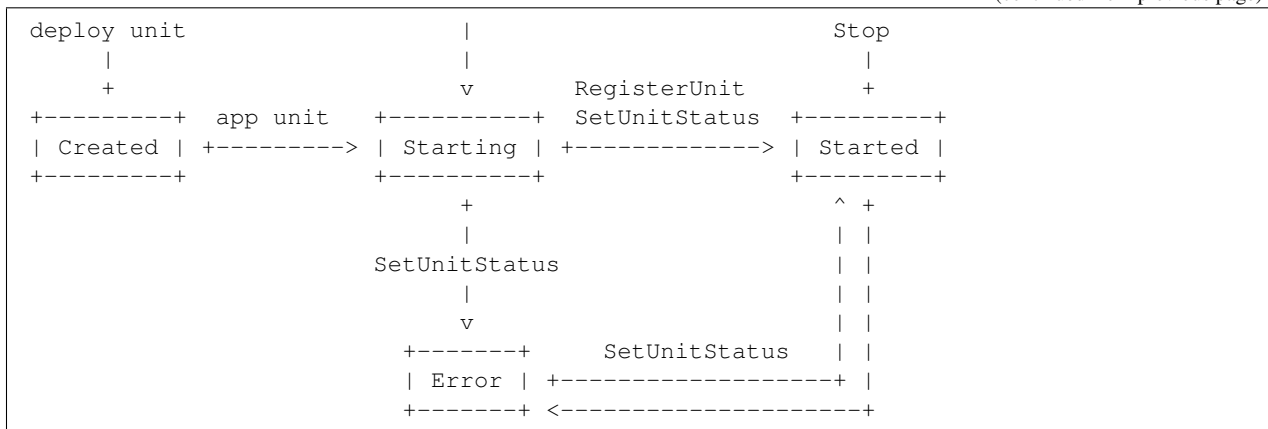 deploy unit | Stop
| | |
+ v RegisterUnit +
+---------+ app unit +----------+ SetUnitStatus +---------+
| Created | +---------> | Starting | +-------------> | Started |
+---------+ +----------+ +---------+
+ ^ +
| | |
SetUnitStatus | |
| | |
v | |
+-------+ SetUnitStatus | |
| Error | +-------------------+ |
+-------+ <---------------------+